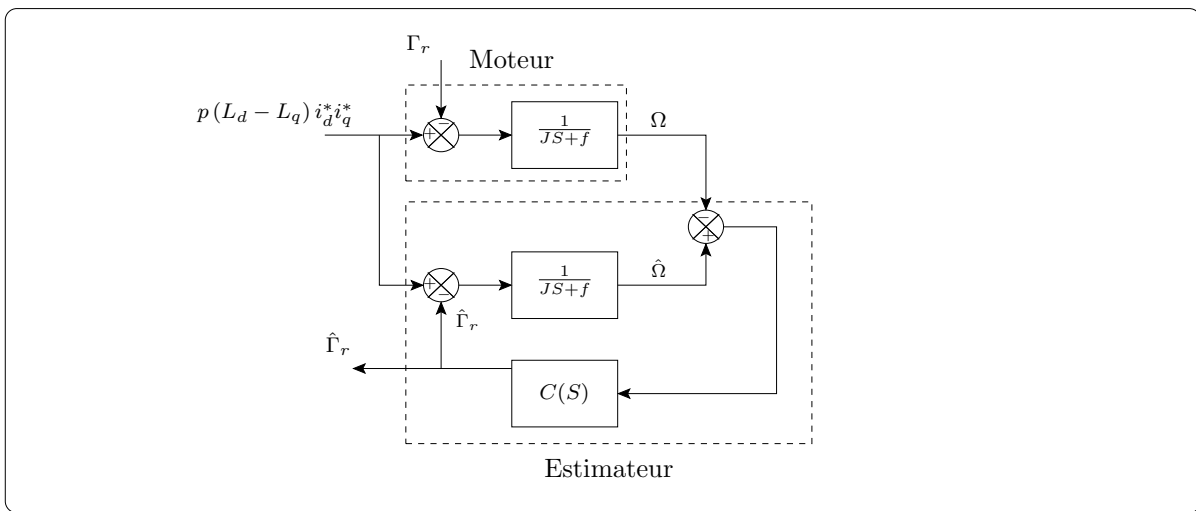 Γ_r
Moteur
p (L_d − L_q) i_d^* i_q^*
−
+
1
JS+f
Ω
−
+
+
−
1
JS+f
Ω̂
Γ̂_r
Γ̂_r
C(S)
Estimateur